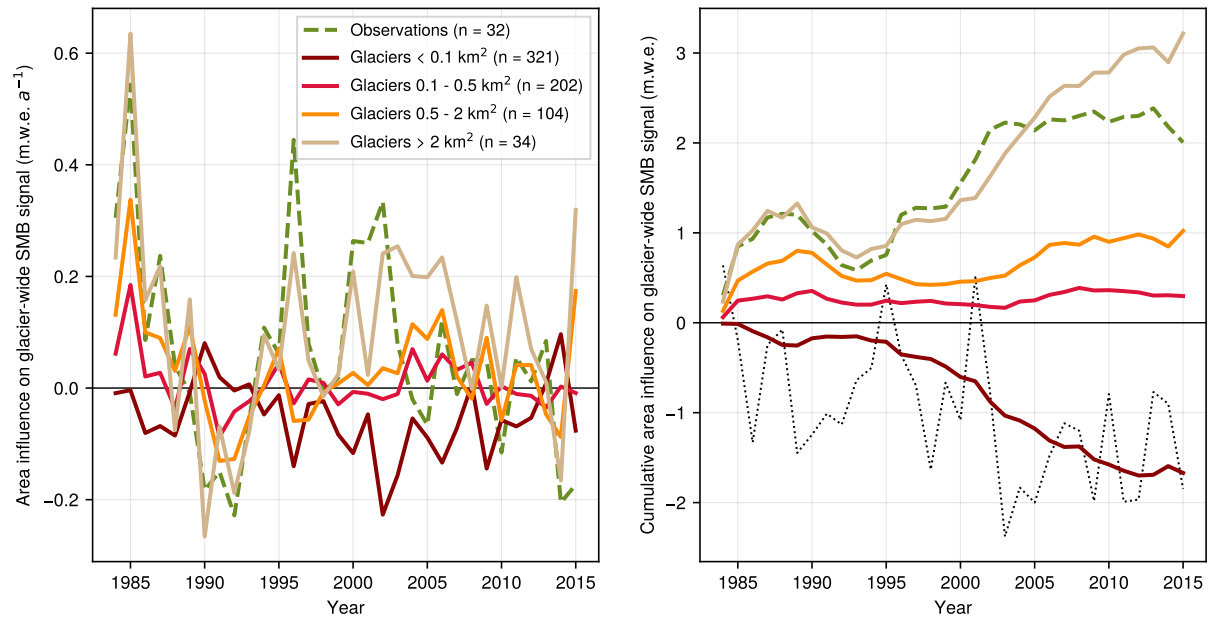 Area influence on glacier-wide SMB signal (m.w.e. a⁻¹)
0.6
0.4
0.2
0.0
−0.2
Observations (n = 32)
Glaciers < 0.1 km² (n = 321)
Glaciers 0.1 - 0.5 km² (n = 202)
Glaciers 0.5 - 2 km² (n = 104)
Glaciers > 2 km² (n = 34)
1985 1990 1995 2000 2005 2010 2015
Year
Cumulative area influence on glacier-wide SMB signal (m.w.e.)
3
2
1
0
−1
−2
1985 1990 1995 2000 2005 2010 2015
Year